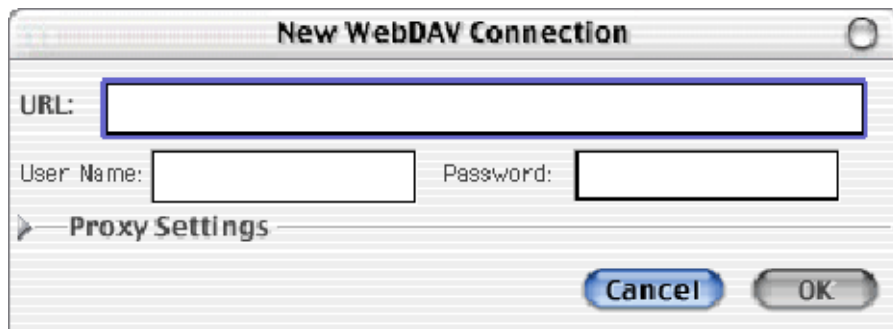 New WebDAV Connection
URL:
User Name: Password:
Proxy Settings
Cancel OK